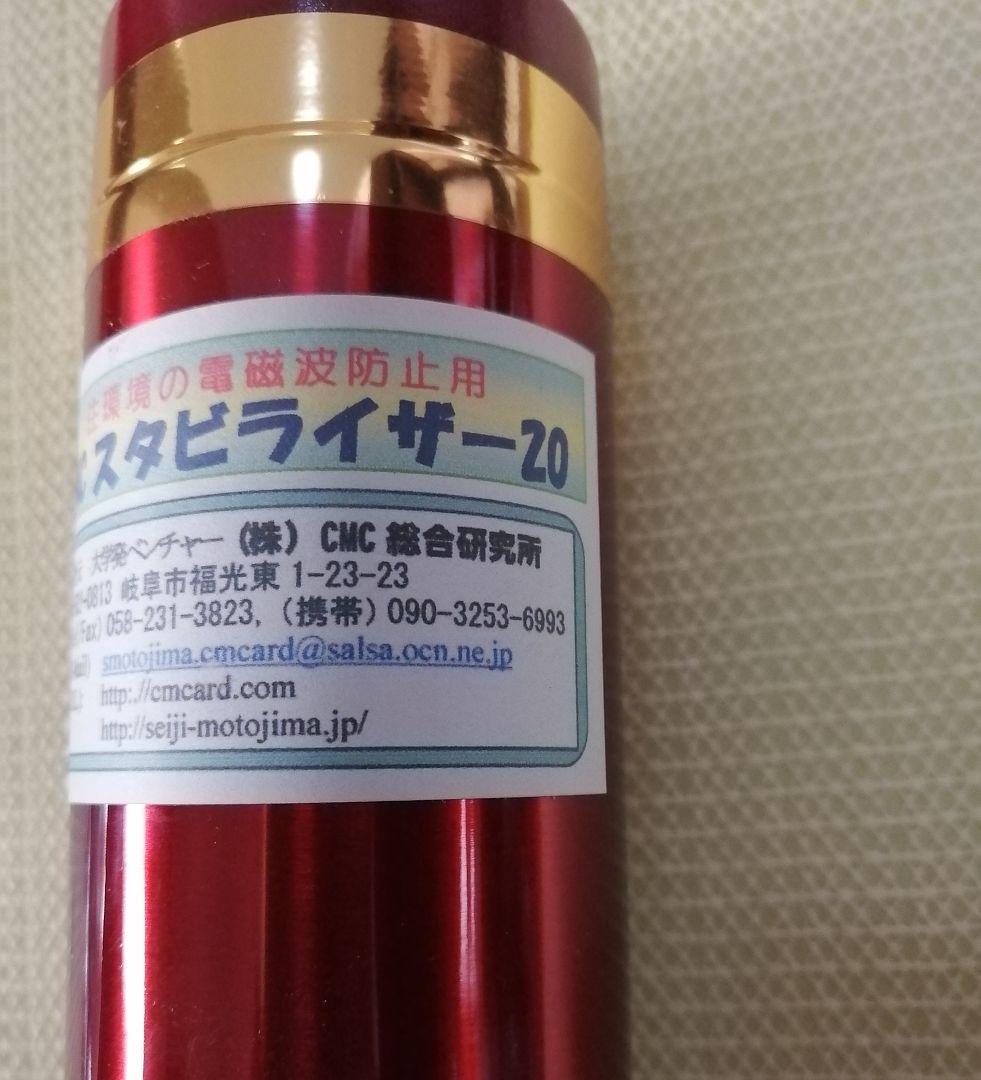 環境の電磁波防止用
スタビライザー20
大学発ベンチャー (株) CMC 総合研究所
-0813 岐阜市福光東 1-23-23
/Fax) 058-231-3823, (携帯) 090-3253-6993
smotojima.cmcard@salsa.ocn.ne.jp
http:://cmcard.com
http://seiji-motojima.jp/